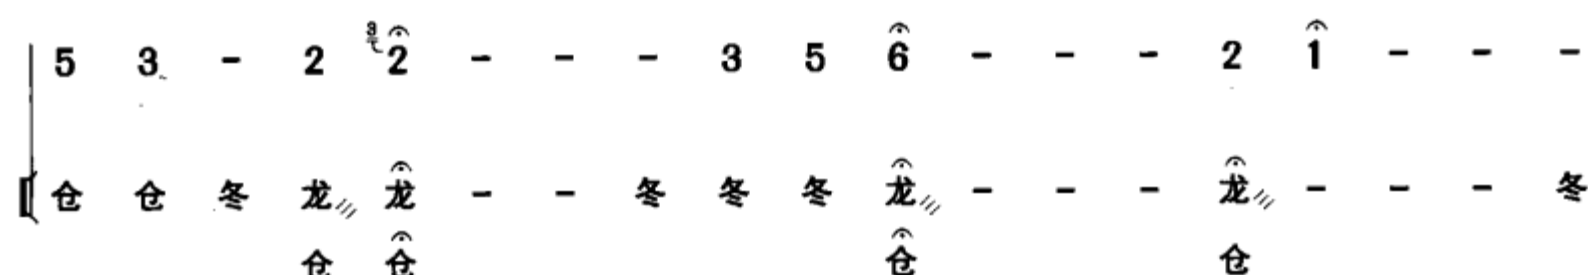 5 3 - 2 3 2 - - - 3 5 6 - - - 2 1 - - -
仓 仓 冬 龙 龙 - - 冬 冬 冬 龙 - - - 龙 - - - 冬
仓 仓 仓 仓